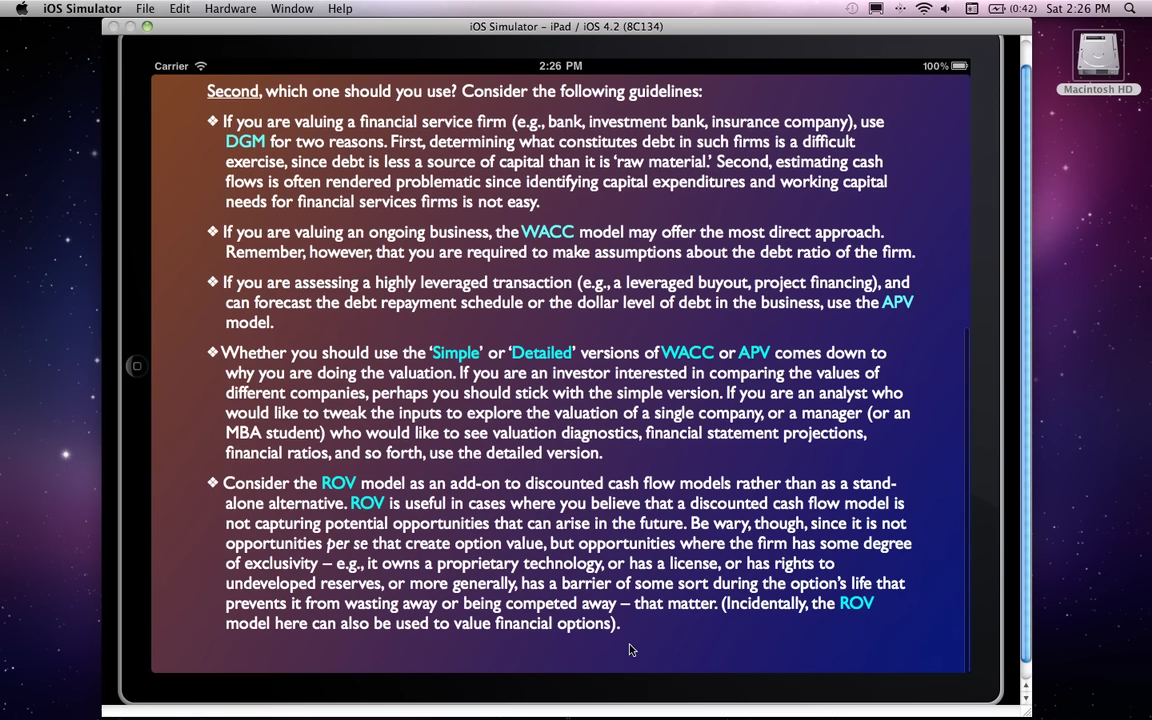 iOS Simulator File Edit Hardware Window Help (0:42) Sat 2:26 PM
iOS Simulator - iPad / iOS 4.2 (8C134)
Carrier 2:26 PM 100%
Macintosh HD
Second, which one should you use? Consider the following guidelines:
❖ If you are valuing a financial service firm (e.g., bank, investment bank, insurance company), use
DGM for two reasons. First, determining what constitutes debt in such firms is a difficult
exercise, since debt is less a source of capital than it is ‘raw material.’ Second, estimating cash
flows is often rendered problematic since identifying capital expenditures and working capital
needs for financial services firms is not easy.
❖ If you are valuing an ongoing business, the WACC model may offer the most direct approach.
Remember, however, that you are required to make assumptions about the debt ratio of the firm.
❖ If you are assessing a highly leveraged transaction (e.g., a leveraged buyout, project financing), and
can forecast the debt repayment schedule or the dollar level of debt in the business, use the APV
model.
❖ Whether you should use the ‘Simple’ or ‘Detailed’ versions of WACC or APV comes down to
why you are doing the valuation. If you are an investor interested in comparing the values of
different companies, perhaps you should stick with the simple version. If you are an analyst who
would like to tweak the inputs to explore the valuation of a single company, or a manager (or an
MBA student) who would like to see valuation diagnostics, financial statement projections,
financial ratios, and so forth, use the detailed version.
❖ Consider the ROV model as an add-on to discounted cash flow models rather than as a stand-
alone alternative. ROV is useful in cases where you believe that a discounted cash flow model is
not capturing potential opportunities that can arise in the future. Be wary, though, since it is not
opportunities per se that create option value, but opportunities where the firm has some degree
of exclusivity – e.g., it owns a proprietary technology, or has a license, or has rights to
undeveloped reserves, or more generally, has a barrier of some sort during the option’s life that
prevents it from wasting away or being competed away – that matter. (Incidentally, the ROV
model here can also be used to value financial options).